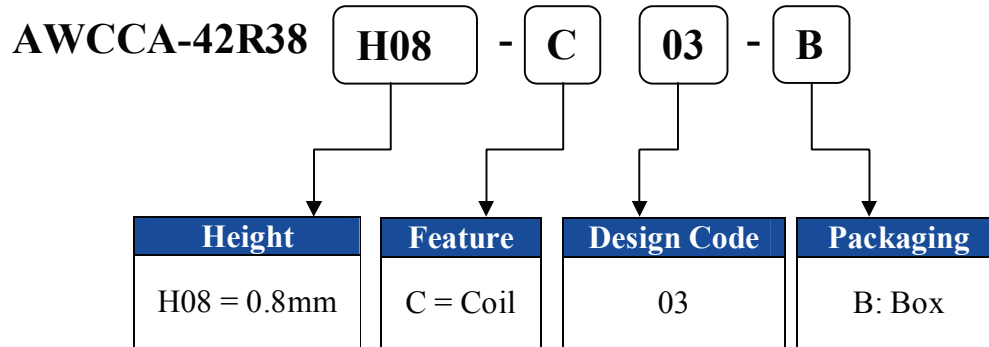 AWCCA-42R38 H08 - C 03 - B
Height Feature Design Code Packaging
H08 = 0.8mm C = Coil 03 B: Box